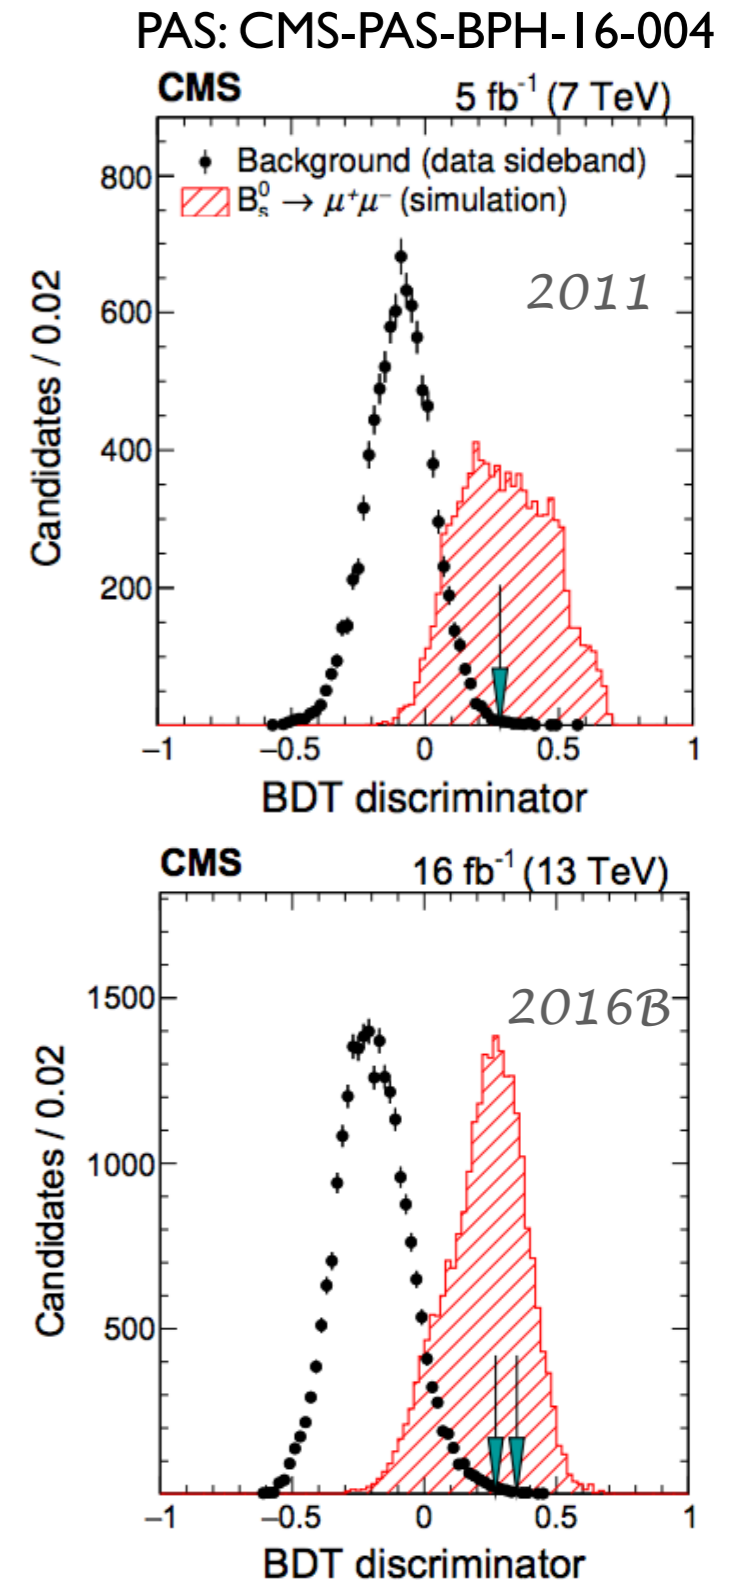 PAS: CMS-PAS-BPH-16-004
CMS 5 fb⁻¹ (7 TeV)
Background (data sideband)
B⁰ₛ → μ⁺μ⁻ (simulation)
2011
Candidates / 0.02
800
600
400
200
−1 −0.5 0 0.5 1
BDT discriminator
CMS 16 fb⁻¹ (13 TeV)
2016B
Candidates / 0.02
1500
1000
500
−1 −0.5 0 0.5 1
BDT discriminator